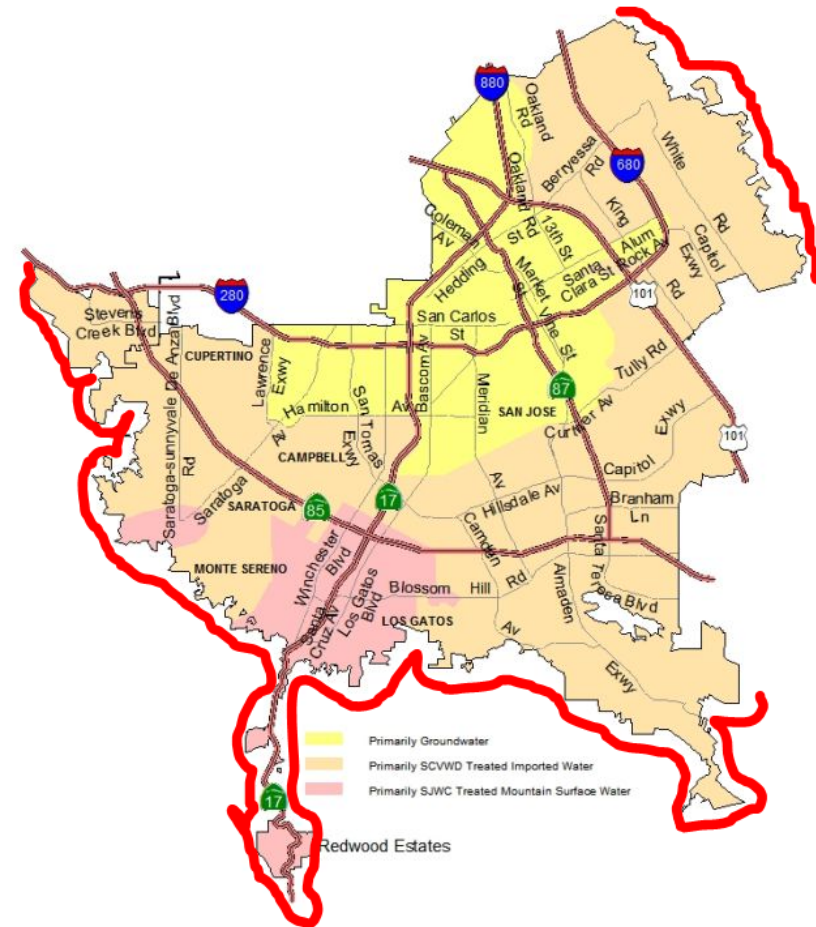 880
Oakland
Rd
680
Berryessa
Rd
White
Rd
Oakland Rd
King
Rd
Coleman
Av
Hedding
St
13th St
Alum
Rock Av
Capitol
Expwy
Santa
Clara St
Market
St
Vine St
101
280
Stevens
Creek Blvd
Saratoga-sunnyvale De Anza Blvd
Rd
CUPERTINO
Lawrence
Exwy
San Carlos
St
Bascom Av
Meridian
Av
87
Tully Rd
SAN JOSE
Curtner Av
Hamilton
Av
San Tomas
Exwy
101
Saratoga
Av
CAMPBELL
Capitol
Exwy
SARATOGA
85
17
Hillsdale Av
Branham
Ln
Camden
Av
MONTE SERENO
Winchester
Blvd
Blossom
Hill
Rd
Almaden
Exwy
Santa Teresa Blvd
Santa
Cruz Av
Los Gatos
Blvd
LOS GATOS
Primarily Groundwater
Primarily SCVWD Treated Imported Water
Primarily SJWC Treated Mountain Surface Water
17
Redwood Estates